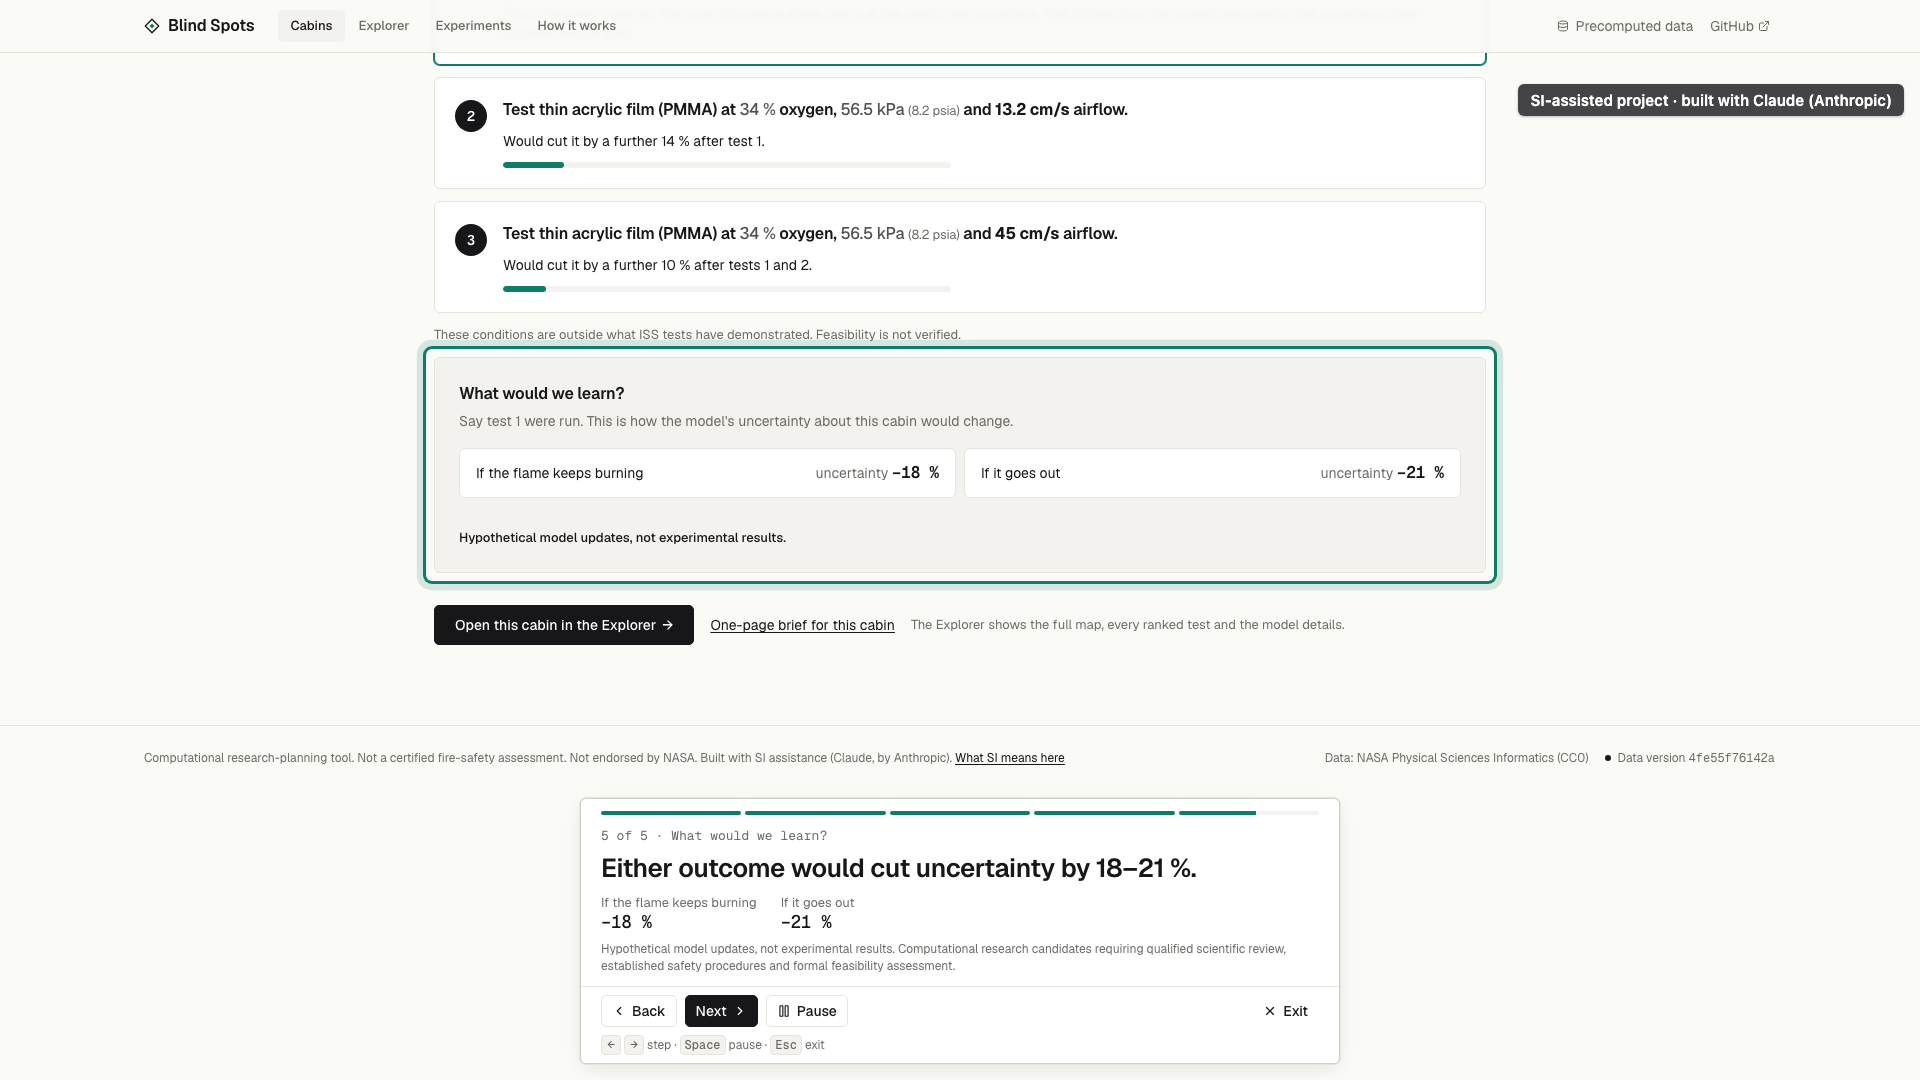 Blind Spots
Cabins
Explorer
Experiments
How it works
Precomputed data
GitHub
SI-assisted project · built with Claude (Anthropic)
2
Test thin acrylic film (PMMA) at 34 % oxygen, 56.5 kPa (8.2 psia) and 13.2 cm/s airflow.
Would cut it by a further 14 % after test 1.
3
Test thin acrylic film (PMMA) at 34 % oxygen, 56.5 kPa (8.2 psia) and 45 cm/s airflow.
Would cut it by a further 10 % after tests 1 and 2.
These conditions are outside what ISS tests have demonstrated. Feasibility is not verified.
What would we learn?
Say test 1 were run. This is how the model's uncertainty about this cabin would change.
If the flame keeps burning
uncertainty −18 %
If it goes out
uncertainty −21 %
Hypothetical model updates, not experimental results.
Open this cabin in the Explorer →
One-page brief for this cabin
The Explorer shows the full map, every ranked test and the model details.
Computational research-planning tool. Not a certified fire-safety assessment. Not endorsed by NASA. Built with SI assistance (Claude, by Anthropic). What SI means here
Data: NASA Physical Sciences Informatics (CC0)
Data version 4fe55f76142a
5 of 5 · What would we learn?
Either outcome would cut uncertainty by 18–21 %.
If the flame keeps burning
−18 %
If it goes out
−21 %
Hypothetical model updates, not experimental results. Computational research candidates requiring qualified scientific review,
established safety procedures and formal feasibility assessment.
Back
Next
Pause
Exit
← → step · Space pause · Esc exit